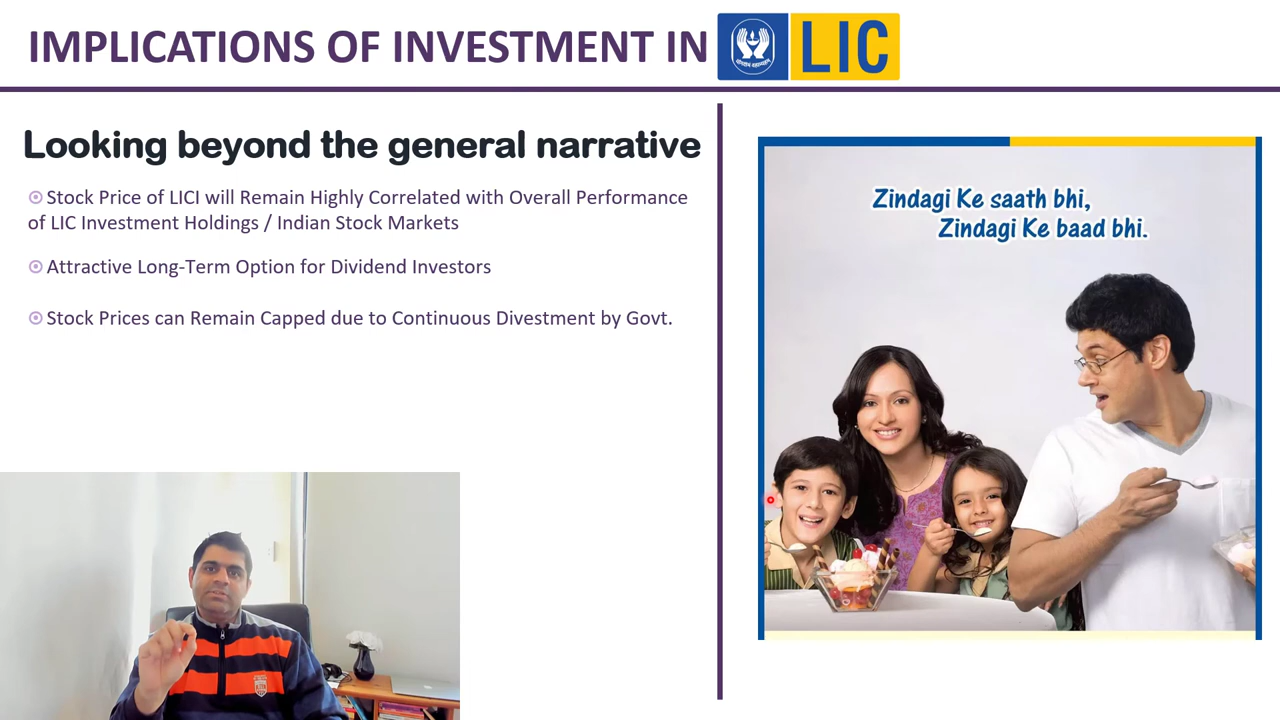 IMPLICATIONS OF INVESTMENT IN
LIC
Looking beyond the general narrative
Stock Price of LICI will Remain Highly Correlated with Overall Performance
of LIC Investment Holdings / Indian Stock Markets
Attractive Long-Term Option for Dividend Investors
Stock Prices can Remain Capped due to Continuous Divestment by Govt.
Zindagi Ke saath bhi,
Zindagi Ke baad bhi.